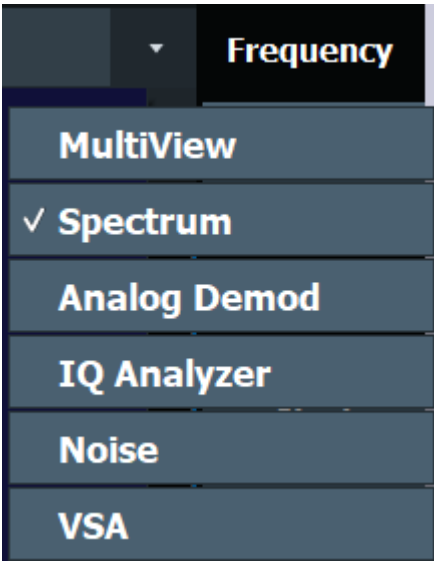 Frequency
MultiView
✓ Spectrum
Analog Demod
IQ Analyzer
Noise
VSA